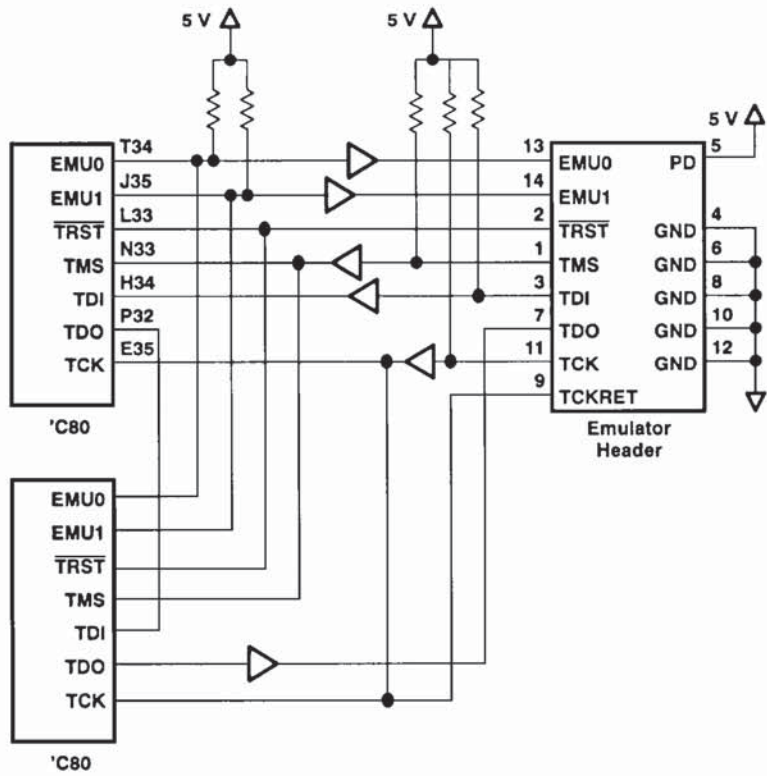 5 V
5 V
5 V
T34
EMU0
J35
EMU1
L33
TRST
N33
TMS
H34
TDI
P32
TDO
E35
TCK
'C80
13
EMU0
14
EMU1
2
TRST
1
TMS
3
TDI
7
TDO
11
TCK
9
TCKRET
5
PD
4
GND
6
GND
8
GND
10
GND
12
GND
Emulator
Header
EMU0
EMU1
TRST
TMS
TDI
TDO
TCK
'C80